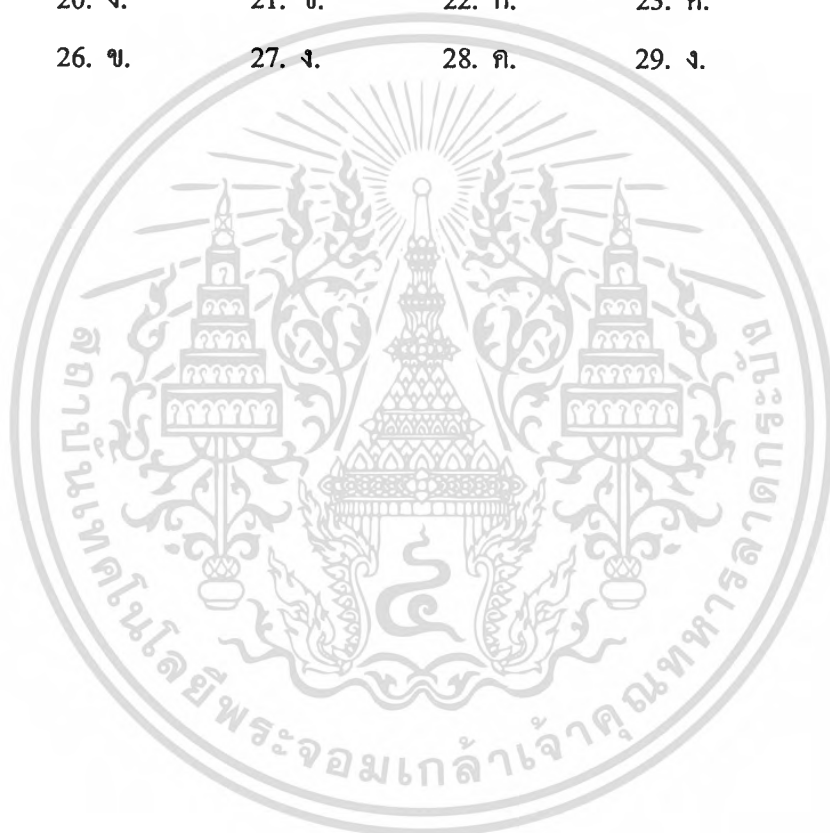 26. ข. 27. ง. 28. ค. 29. ง.
สถาบันเทคโนโลยีพระจอมเกล้าเจ้าคุณทหารลาดกระบัง
๔